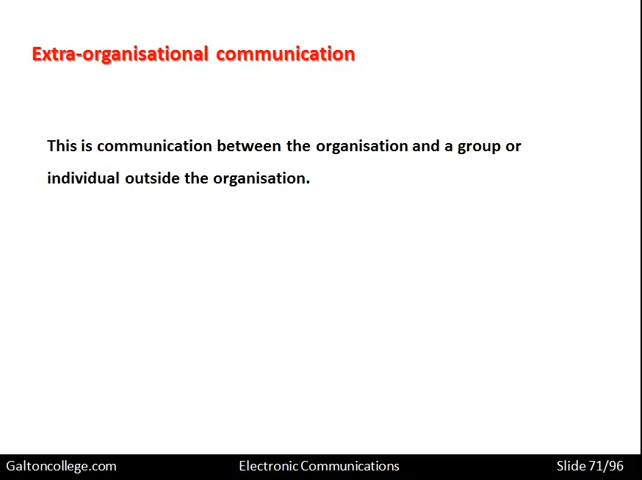 Extra-organisational communication
This is communication between the organisation and a group or
individual outside the organisation.
Galtoncollege.com
Electronic Communications
Slide 71/96